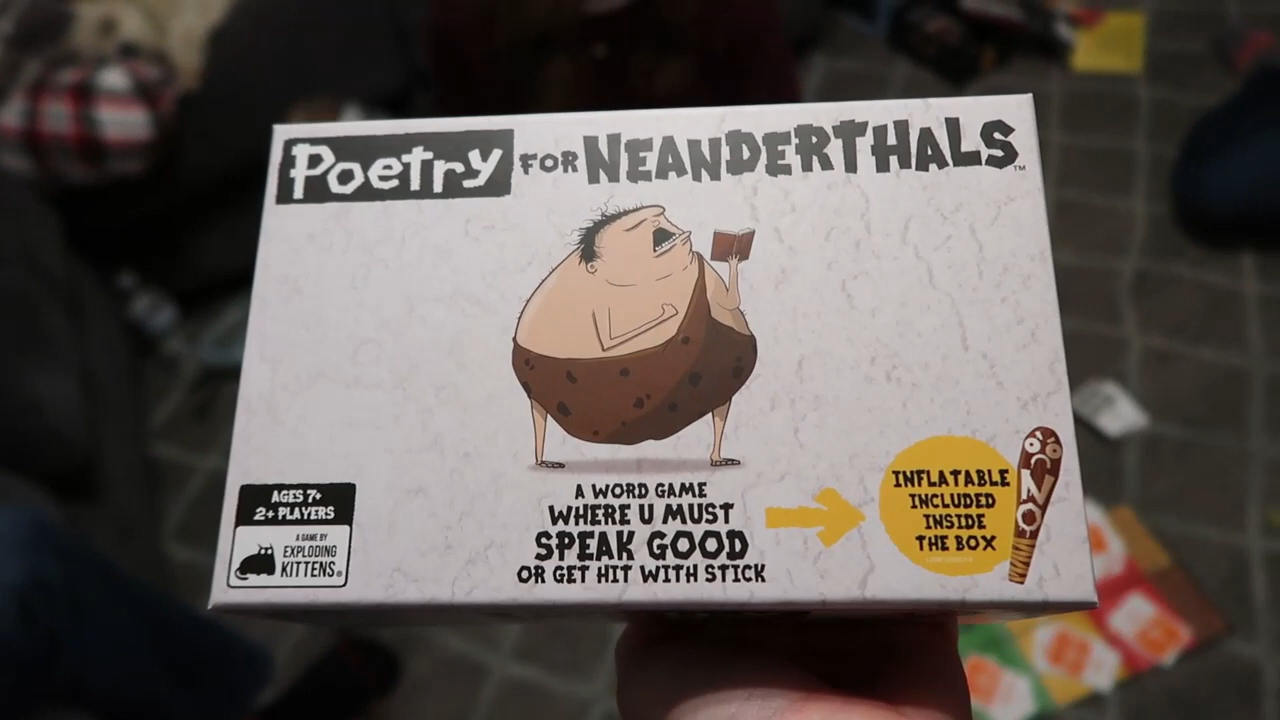 Poetry FOR NEANDERTHALS™
A WORD GAME
WHERE U MUST
SPEAK GOOD
OR GET HIT WITH STICK
AGES 7+
2+ PLAYERS
A GAME BY
EXPLODING
KITTENS®
INFLATABLE
INCLUDED
INSIDE
THE BOX
NO